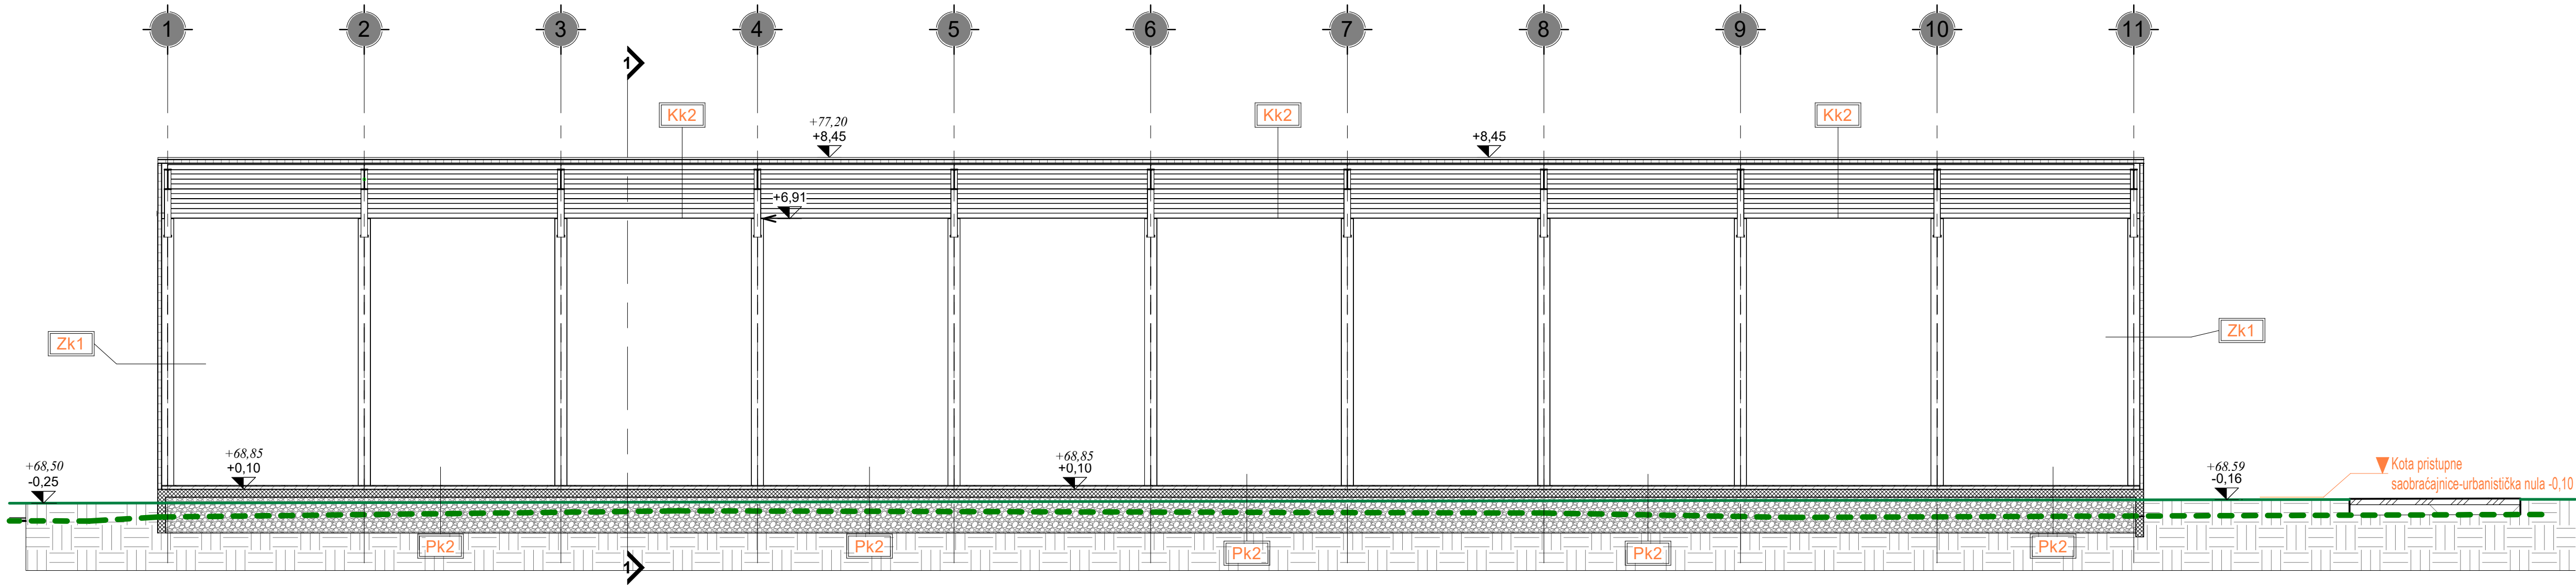 1 2 3 4 5 6 7 8 9 10 11
1
Kk2 Kk2 Kk2
+77,20
+8,45 +8,45
+6,91
Zk1 Zk1
+68,50
-0,25
+68,85
+0,10
+68,85
+0,10
+68.59
-0,16
Kota pristupne
saobraćajnice-urbanistička nula -0,10
Pk2 Pk2 Pk2 Pk2 Pk2
1